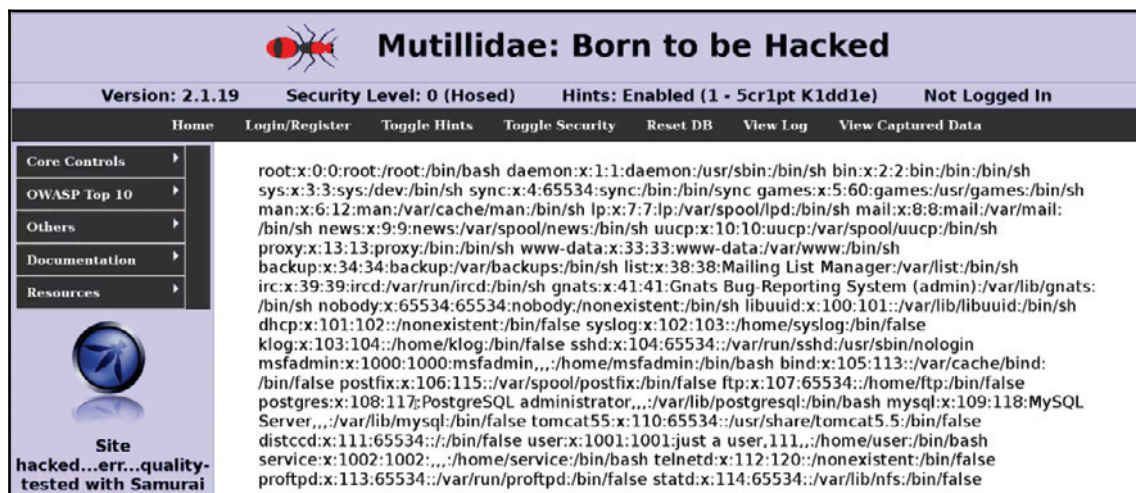 Mutillidae: Born to be Hacked
Version: 2.1.19 Security Level: 0 (Hosed) Hints: Enabled (1 - 5cr1pt K1dd1e) Not Logged In
Home Login/Register Toggle Hints Toggle Security Reset DB View Log View Captured Data
Core Controls
OWASP Top 10
Others
Documentation
Resources
Site
hacked...err...quality-
tested with Samurai
root:x:0:0:root:/root:/bin/bash daemon:x:1:1:daemon:/usr/sbin:/bin/sh bin:x:2:2:bin:/bin:/bin/sh
sys:x:3:3:sys:/dev:/bin/sh sync:x:4:65534:sync:/bin:/bin/sync games:x:5:60:games:/usr/games:/bin/sh
man:x:6:12:man:/var/cache/man:/bin/sh lp:x:7:7:lp:/var/spool/lpd:/bin/sh mail:x:8:8:mail:/var/mail:
/bin/sh news:x:9:9:news:/var/spool/news:/bin/sh uucp:x:10:10:uucp:/var/spool/uucp:/bin/sh
proxy:x:13:13:proxy:/bin:/bin/sh www-data:x:33:33:www-data:/var/www:/bin/sh
backup:x:34:34:backup:/var/backups:/bin/sh list:x:38:38:Mailing List Manager:/var/list:/bin/sh
irc:x:39:39:ircd:/var/run/ircd:/bin/sh gnats:x:41:41:Gnats Bug-Reporting System (admin):/var/lib/gnats:
/bin/sh nobody:x:65534:65534:nobody:/nonexistent:/bin/sh libuuid:x:100:101::/var/lib/libuuid:/bin/sh
dhcp:x:101:102::/nonexistent:/bin/false syslog:x:102:103::/home/syslog:/bin/false
klog:x:103:104::/home/klog:/bin/false sshd:x:104:65534::/var/run/sshd:/usr/sbin/nologin
msfadmin:x:1000:1000:msfadmin,,,:/home/msfadmin:/bin/bash bind:x:105:113::/var/cache/bind:
/bin/false postfix:x:106:115::/var/spool/postfix:/bin/false ftp:x:107:65534::/home/ftp:/bin/false
postgres:x:108:117:PostgreSQL administrator,,,:/var/lib/postgresql:/bin/bash mysql:x:109:118:MySQL
Server,,,:/var/lib/mysql:/bin/false tomcat55:x:110:65534::/usr/share/tomcat5.5:/bin/false
distccd:x:111:65534::/:/bin/false user:x:1001:1001:just a user,111,,:/home/user:/bin/bash
service:x:1002:1002:,,,:/home/service:/bin/bash telnetd:x:112:120::/nonexistent:/bin/false
proftpd:x:113:65534::/var/run/proftpd:/bin/false statd:x:114:65534::/var/lib/nfs:/bin/false